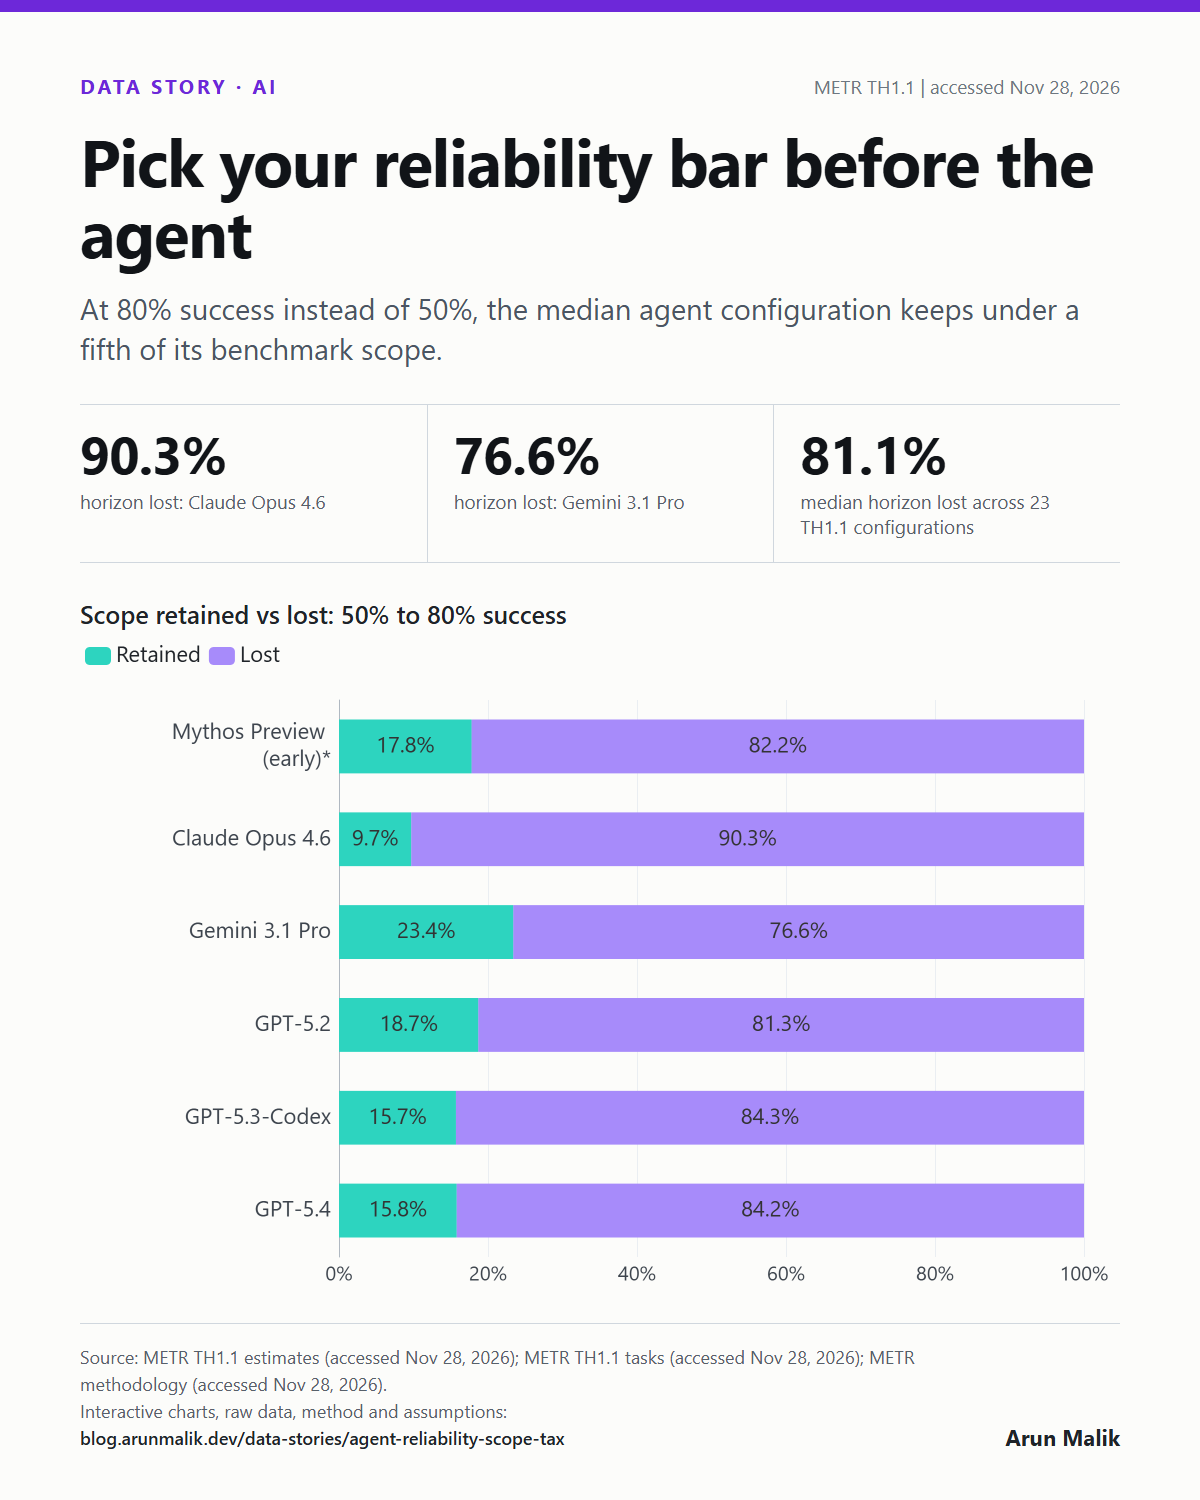 DATA STORY · AI
METR TH1.1 | accessed Nov 28, 2026
Pick your reliability bar before the
agent
At 80% success instead of 50%, the median agent configuration keeps under a
fifth of its benchmark scope.
90.3%
horizon lost: Claude Opus 4.6
76.6%
horizon lost: Gemini 3.1 Pro
81.1%
median horizon lost across 23
TH1.1 configurations
Scope retained vs lost: 50% to 80% success
Retained Lost
Mythos Preview
(early)*
17.8% 82.2%
Claude Opus 4.6 9.7% 90.3%
Gemini 3.1 Pro 23.4% 76.6%
GPT-5.2 18.7% 81.3%
GPT-5.3-Codex 15.7% 84.3%
GPT-5.4 15.8% 84.2%
0% 20% 40% 60% 80% 100%
Source: METR TH1.1 estimates (accessed Nov 28, 2026); METR TH1.1 tasks (accessed Nov 28, 2026); METR
methodology (accessed Nov 28, 2026).
Interactive charts, raw data, method and assumptions:
blog.arunmalik.dev/data-stories/agent-reliability-scope-tax
Arun Malik